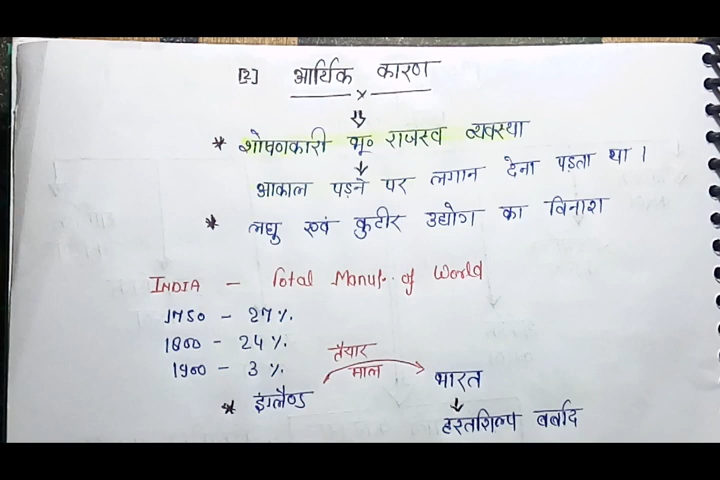 [2] आर्थिक कारण
* शोषणकारी भू० राजस्व व्यवस्था
आकाल पड़ने पर लगान देना पड़ता था ।
* लघु एवं कुटीर उद्योग का विनाश
INDIA - Total Manuf. of World
1750 - 27 %.
1800 - 24 %.
1900 - 3 %.
तैयार
माल
* इंग्लैण्ड भारत
हस्तशिल्प बर्बाद